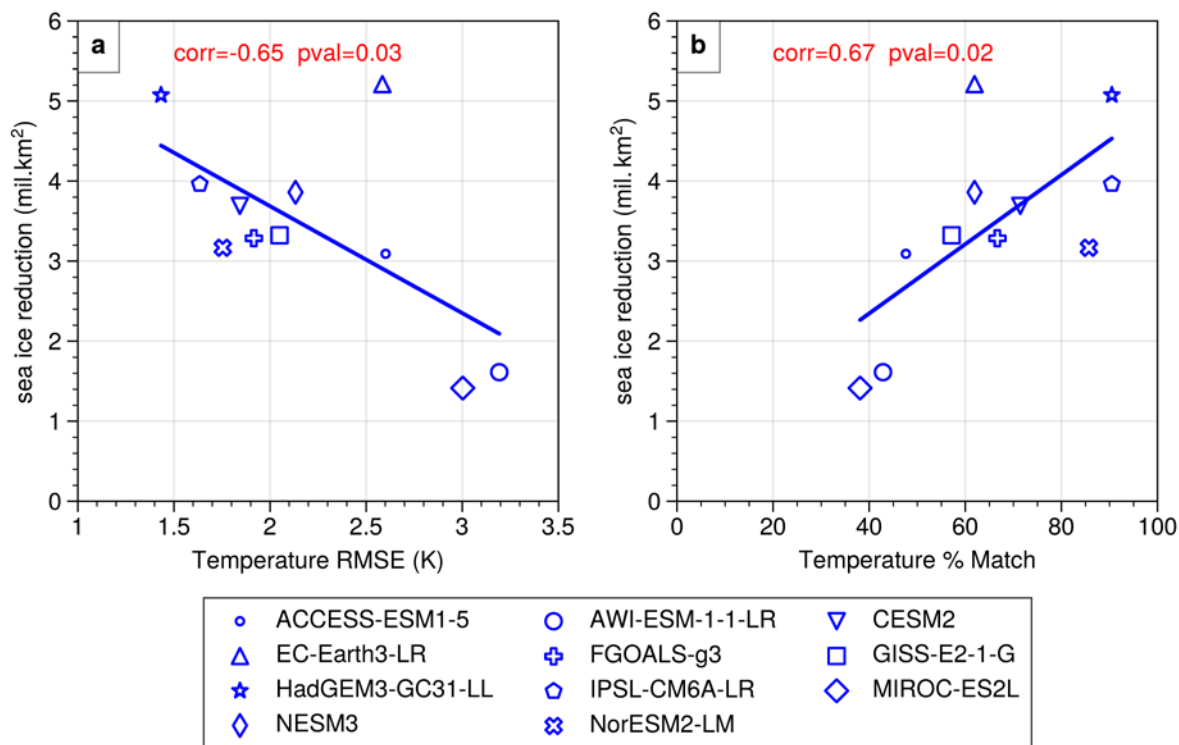 a
corr=-0.65 pval=0.03
sea ice reduction (mil.km²)
6
5
4
3
2
1
0
1 1.5 2 2.5 3 3.5
Temperature RMSE (K)
b
corr=0.67 pval=0.02
sea ice reduction (mil. km²)
6
5
4
3
2
1
0
0 20 40 60 80 100
Temperature % Match
ACCESS-ESM1-5 AWI-ESM-1-1-LR CESM2
EC-Earth3-LR FGOALS-g3 GISS-E2-1-G
HadGEM3-GC31-LL IPSL-CM6A-LR MIROC-ES2L
NESM3 NorESM2-LM